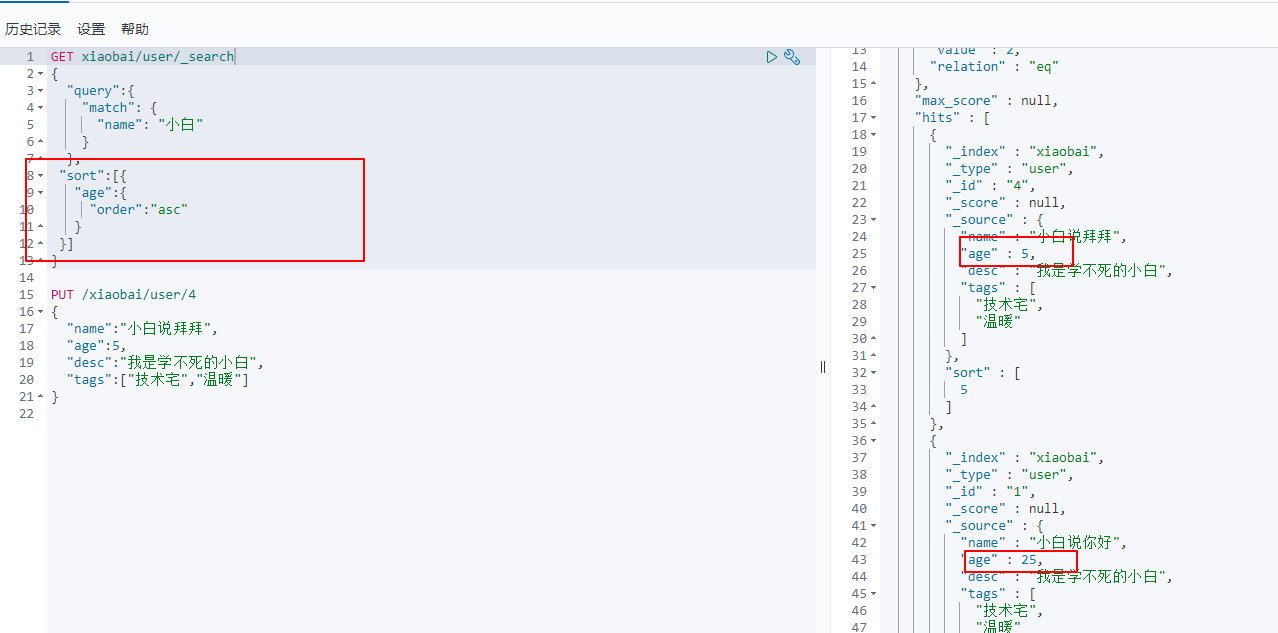 历史记录 设置 帮助
1 GET xiaobai/user/_search
2 {
3 "query":{
4 "match": {
5 "name": "小白"
6 }
7 },
8 "sort":[{
9 "age":{
10 "order":"asc"
11 }
12 }]
13 }
14
15 PUT /xiaobai/user/4
16 {
17 "name":"小白说拜拜",
18 "age":5,
19 "desc":"我是学不死的小白",
20 "tags":["技术宅","温暖"]
21 }
22
13 "value" : 2,
14 "relation" : "eq"
15 },
16 "max_score" : null,
17 "hits" : [
18 {
19 "_index" : "xiaobai",
20 "_type" : "user",
21 "_id" : "4",
22 "_score" : null,
23 "_source" : {
24 "name" : "小白说拜拜",
25 "age" : 5,
26 "desc" : "我是学不死的小白",
27 "tags" : [
28 "技术宅",
29 "温暖"
30 ]
31 },
32 "sort" : [
33 5
34 ]
35 },
36 {
37 "_index" : "xiaobai",
38 "_type" : "user",
39 "_id" : "1",
40 "_score" : null,
41 "_source" : {
42 "name" : "小白说你好",
43 "age" : 25,
44 "desc" : "我是学不死的小白",
45 "tags" : [
46 "技术宅",
47 "温暖"